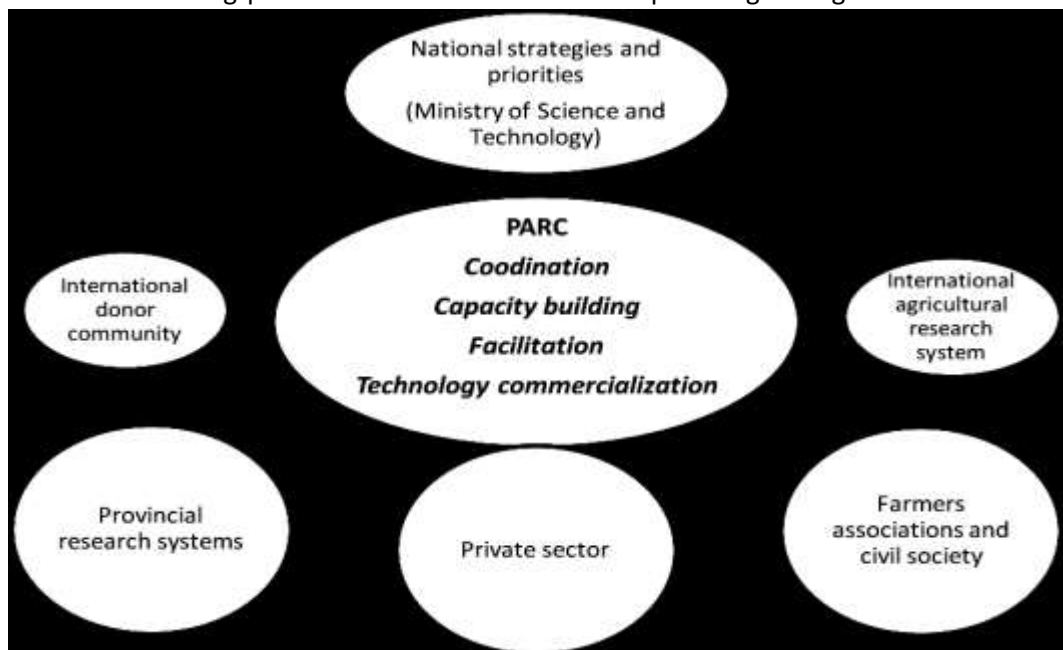 National strategies and
priorities
(Ministry of Science and
Technology)
PARC
Coodination
Capacity building
Facilitation
Technology commercialization
International
donor
community
International
agricultural
research
system
Provincial
research systems
Private sector
Farmers
associations and
civil society